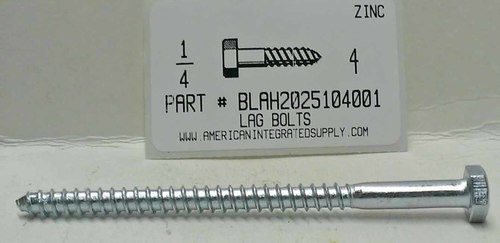 ZINC
1/4 4
PART # BLAH2025104001
LAG BOLTS
WWW.AMERICANINTEGRATEDSUPPLY.COM